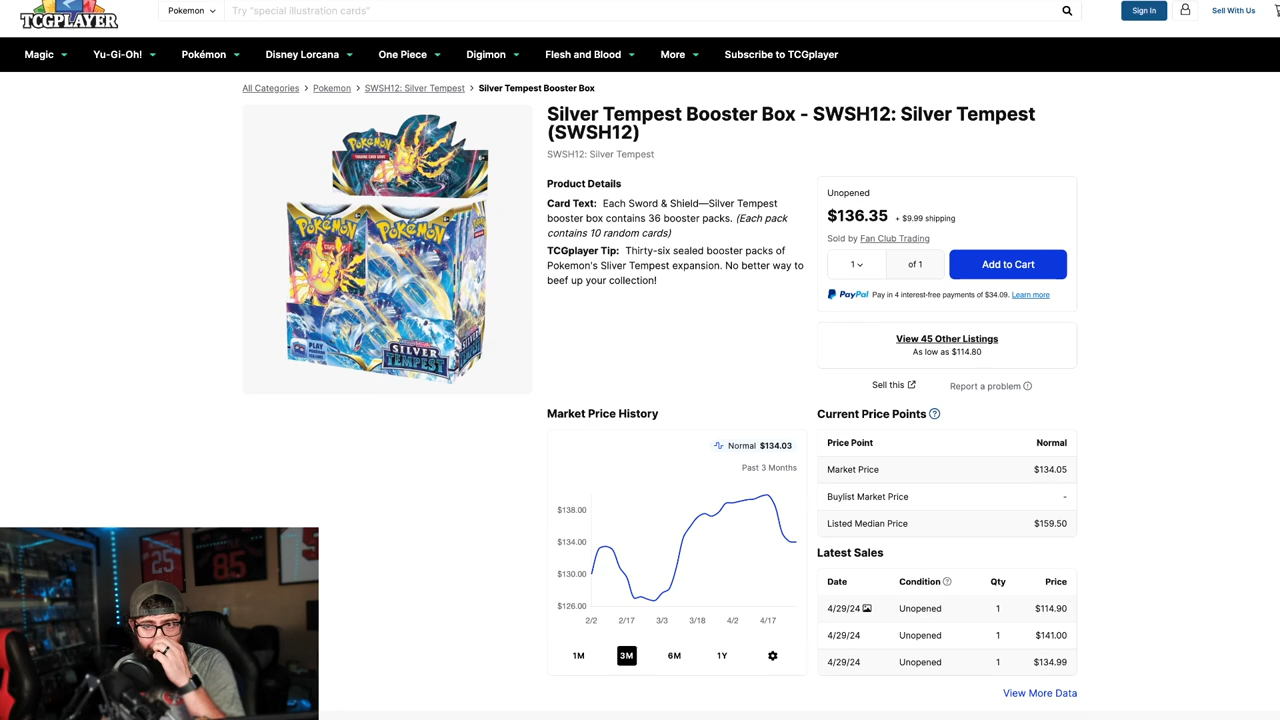 TCGPLAYER
Pokemon
Try "special illustration cards"
Sign In
Sell With Us
Magic
Yu-Gi-Oh!
Pokémon
Disney Lorcana
One Piece
Digimon
Flesh and Blood
More
Subscribe to TCGplayer
All Categories > Pokemon > SWSH12: Silver Tempest > Silver Tempest Booster Box
Silver Tempest Booster Box - SWSH12: Silver Tempest
(SWSH12)
SWSH12: Silver Tempest
POKÉMON
POKÉMON
POKÉMON
PLAY
SILVER
TEMPEST
Product Details
Card Text: Each Sword & Shield—Silver Tempest
booster box contains 36 booster packs. (Each pack
contains 10 random cards)
TCGplayer Tip: Thirty-six sealed booster packs of
Pokemon's Sliver Tempest expansion. No better way to
beef up your collection!
Unopened
$136.35 + $9.99 shipping
Sold by Fan Club Trading
1 of 1
Add to Cart
PayPal Pay in 4 interest-free payments of $34.09. Learn more
View 45 Other Listings
As low as $114.80
Sell this
Report a problem
Market Price History
Normal $134.03
Past 3 Months
$138.00
$134.00
$130.00
$126.00
2/2 2/17 3/3 3/18 4/2 4/17
1M 3M 6M 1Y
Current Price Points
Price Point Normal
Market Price $134.05
Buylist Market Price -
Listed Median Price $159.50
Latest Sales
Date Condition Qty Price
4/29/24 Unopened 1 $114.90
4/29/24 Unopened 1 $141.00
4/29/24 Unopened 1 $134.99
View More Data
25
85